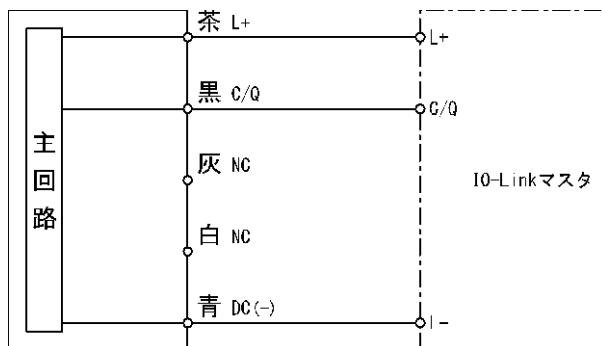 茶 L+
L+
黒 C/Q
C/Q
主回路
灰 NC
IO-Linkマスタ
白 NC
青 DC(-)
L-